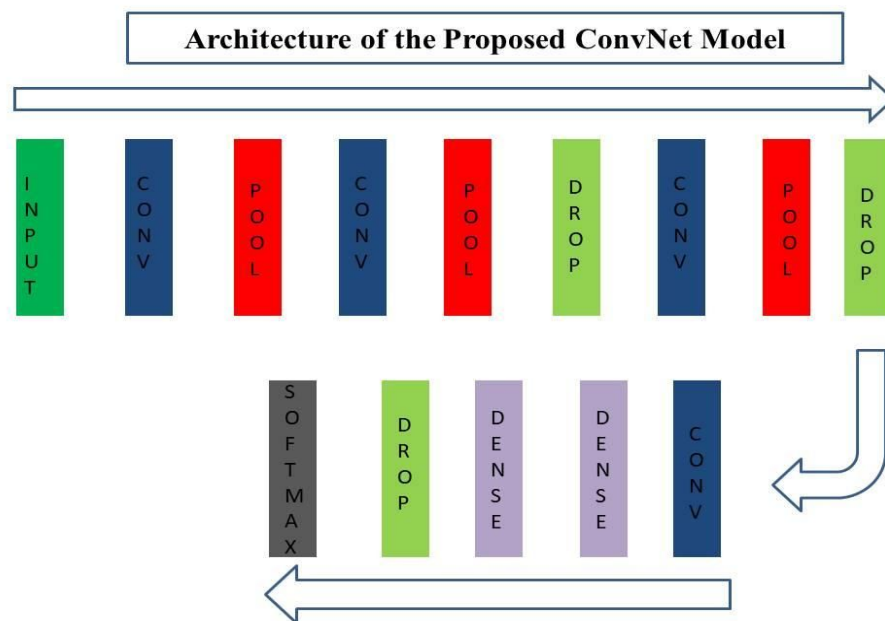 Architecture of the Proposed ConvNet Model
INPUT
CONV
POOL
CONV
POOL
DROP
CONV
POOL
DROP
SOFTMAX
DROP
DENSE
DENSE
CONV